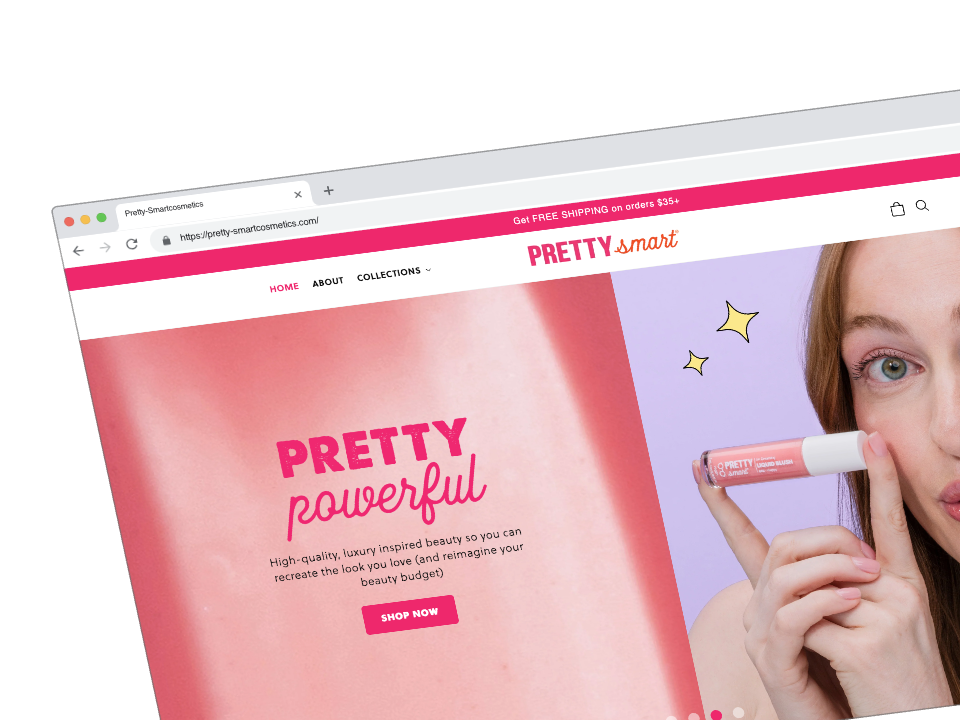 Pretty-Smartcosmetics
https://pretty-smartcosmetics.com/
Get FREE SHIPPING on orders $35+
HOME ABOUT COLLECTIONS
PRETTY smart
PRETTY
powerful
High-quality, luxury inspired beauty so you can
recreate the look you love (and reimagine your
beauty budget)
SHOP NOW
PRETTY
smart
LIQUID BLUSH